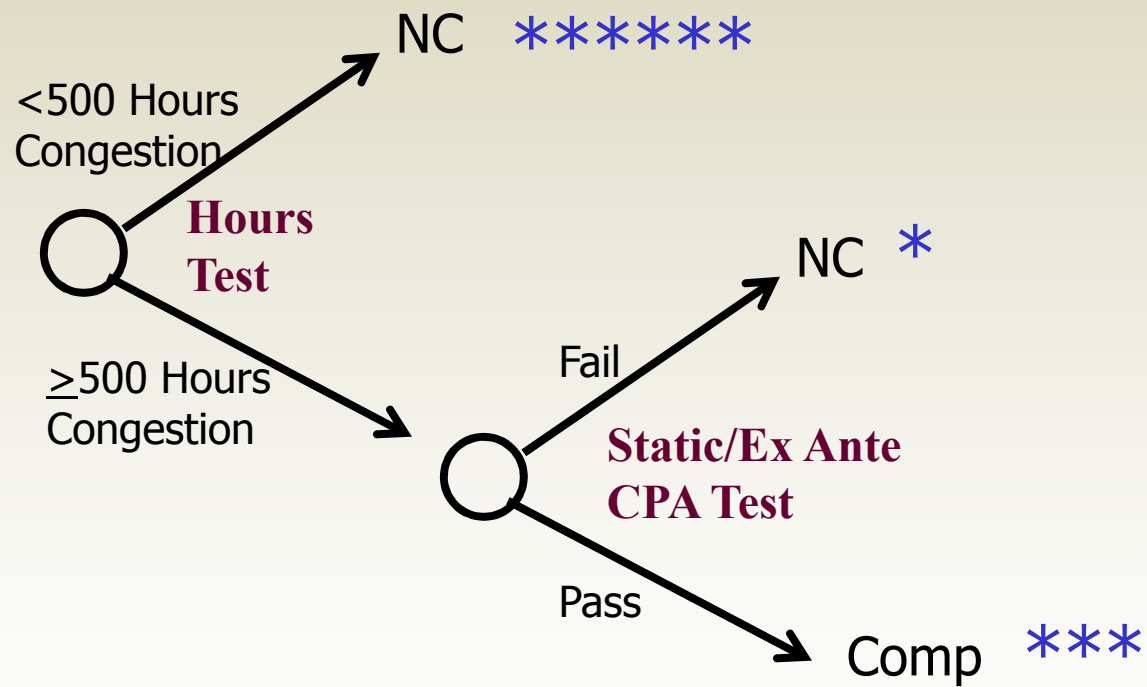 NC ******
<500 Hours
Congestion
Hours
Test
NC *
≥500 Hours
Congestion
Fail
Static/Ex Ante
CPA Test
Pass
Comp ***